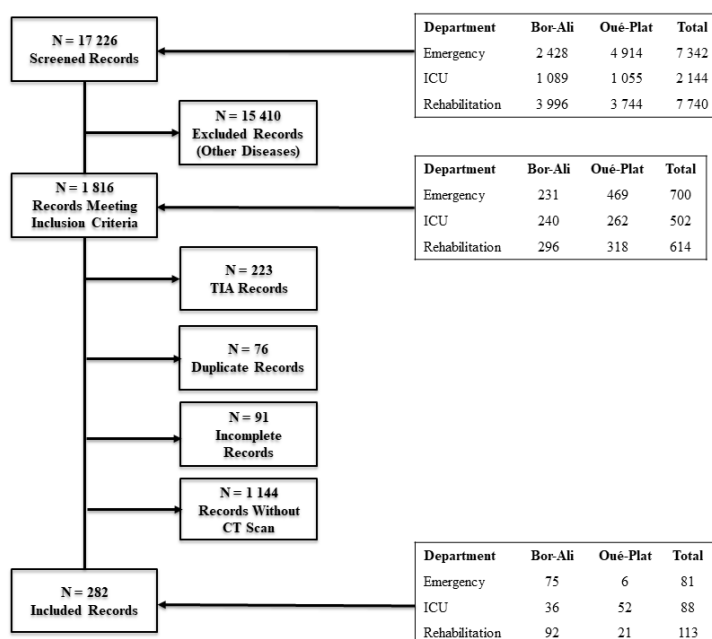 N = 17 226
Screened Records
Department Bor-Ali Oué-Plat Total
Emergency 2 428 4 914 7 342
ICU 1 089 1 055 2 144
Rehabilitation 3 996 3 744 7 740
N = 15 410
Excluded Records
(Other Diseases)
N = 1 816
Records Meeting
Inclusion Criteria
Department Bor-Ali Oué-Plat Total
Emergency 231 469 700
ICU 240 262 502
Rehabilitation 296 318 614
N = 223
TIA Records
N = 76
Duplicate Records
N = 91
Incomplete
Records
N = 1 144
Records Without
CT Scan
N = 282
Included Records
Department Bor-Ali Oué-Plat Total
Emergency 75 6 81
ICU 36 52 88
Rehabilitation 92 21 113